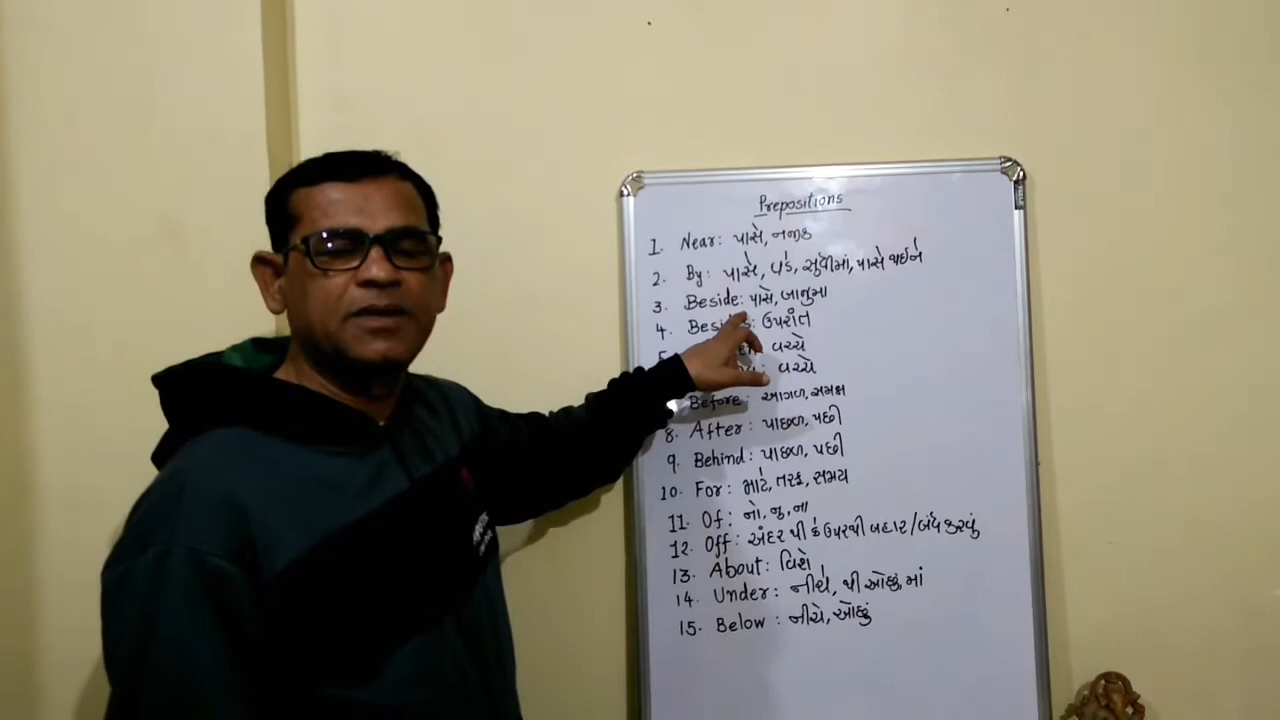 Prepositions
1. Near: પાસે, નજીક
2. By: પાસે, વડે, સુધીમાં, પાસે થઈને
3. Beside: પાસે, બાજુમા
4. ઉપરાંત
વચ્ચે
: વચ્ચે
Before: આગળ, સમક્ષ
8. After: પાછળ, પછી
9. Behind: પાછળ, પછી
10. For: માટે, તરફ, સમય
11. Of: નો, નુ, ના
12. Off: અંદર થી કે ઉપરથી બહાર/બંધ કરવું
13. About: વિશે
14. Under: નીચે, થી ઓછું, માં
15. Below: નીચે, ઓછું